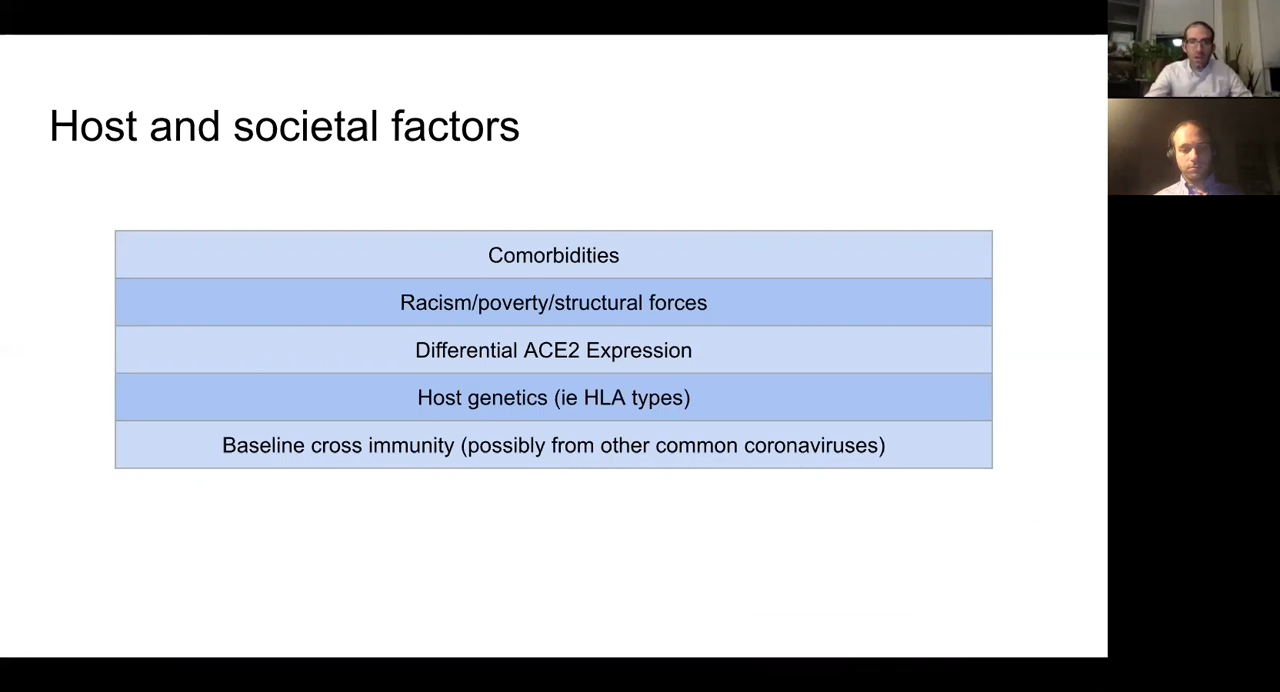 Host and societal factors
Comorbidities
Racism/poverty/structural forces
Differential ACE2 Expression
Host genetics (ie HLA types)
Baseline cross immunity (possibly from other common coronaviruses)